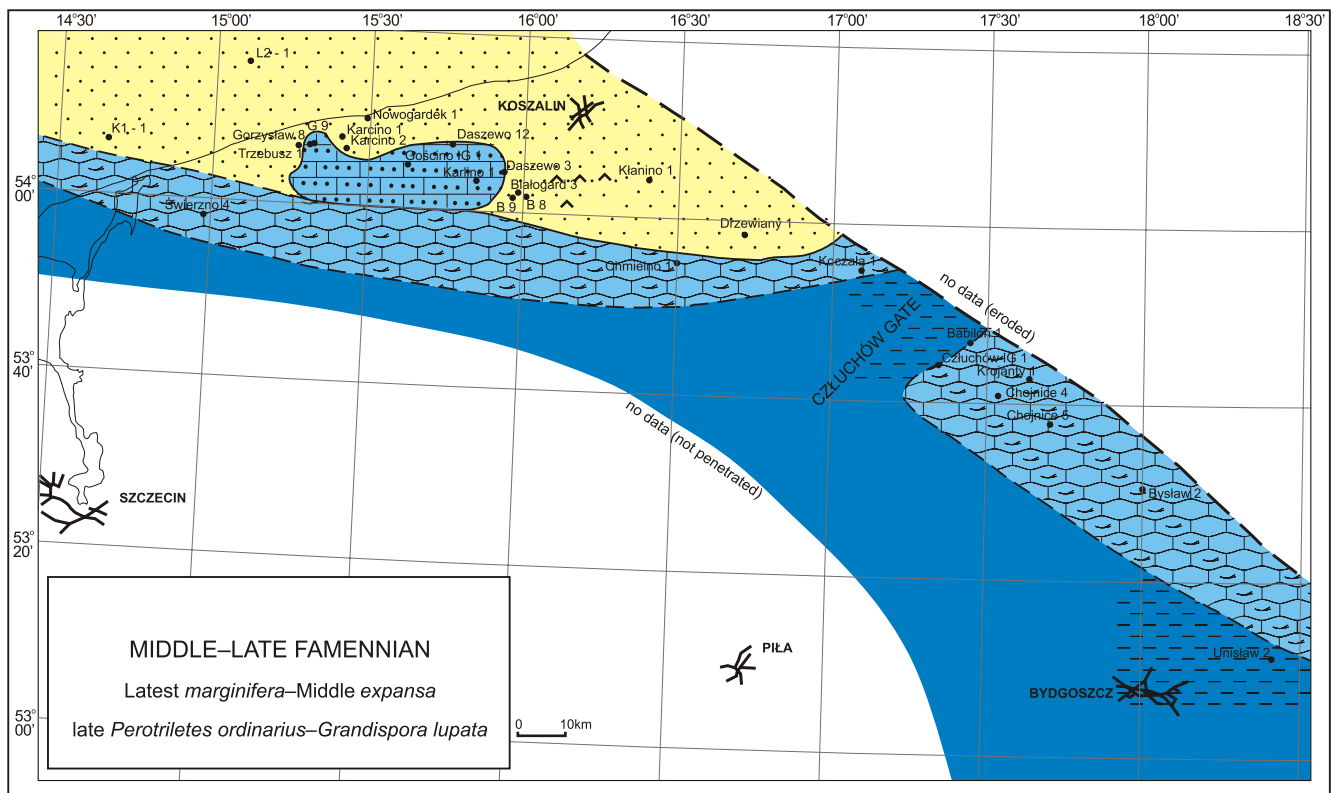 14°30' 15°00' 15°30' 16°00' 16°30' 17°00' 17°30' 18°00' 18°30'
L2 - 1
KOSZALIN
Nowogardek 1
K1 - 1
G 9
Karcino 1
Gorzysław 8
Daszewo 12
Karcino 2
Trzebusz 1
Gościno IG 1
Daszewo 3
Karlino 1
Kłanino 1
54°
00'
Białogard 3
Świerzno 4
B 9
B 8
Drzewiany 1
Chmielno 1
Koczała 1
no data (eroded)
CZŁUCHÓW GATE
Babilon 1
53°
40'
Człuchów IG 1
Krojanty 1
Chojnice 4
Chojnice 5
no data (not penetrated)
SZCZECIN
Bysław 2
53°
20'
MIDDLE–LATE FAMENNIAN
Latest marginifera–Middle expansa
late Perotriletes ordinarius–Grandispora lupata
PIŁA
Unisław 2
BYDGOSZCZ
53°
00'
0 10km